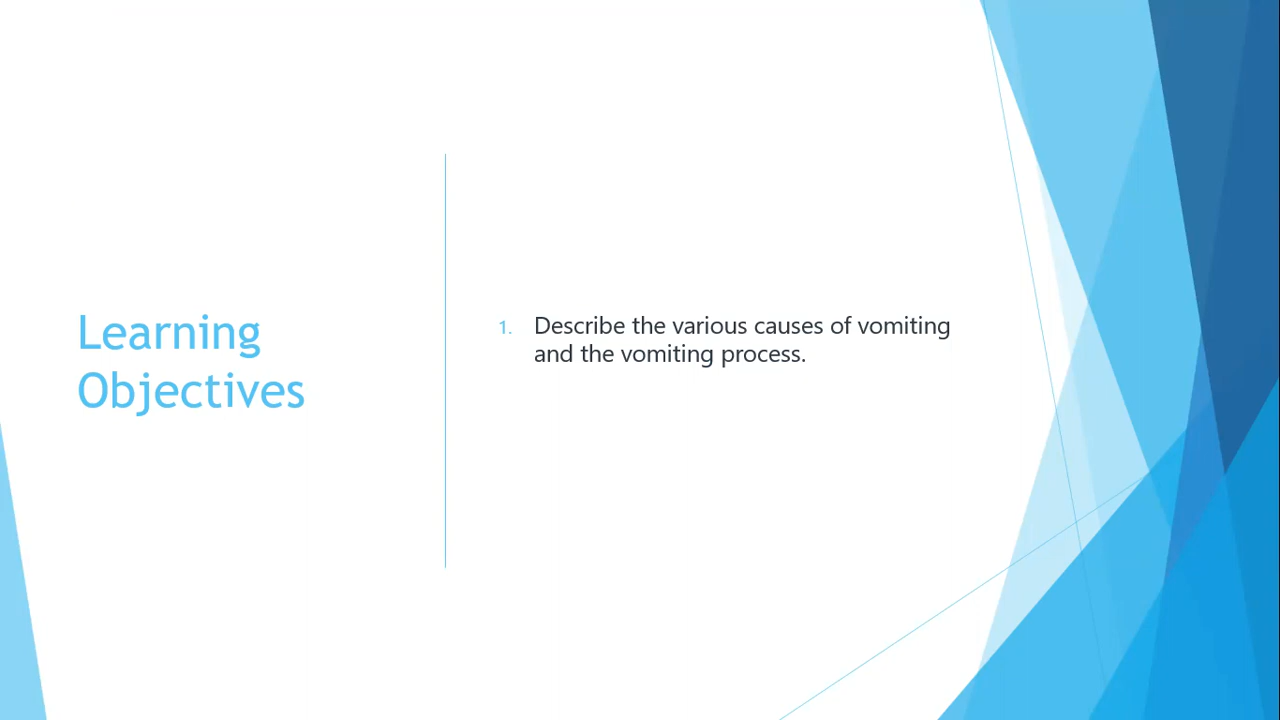 Learning
Objectives
1. Describe the various causes of vomiting
and the vomiting process.